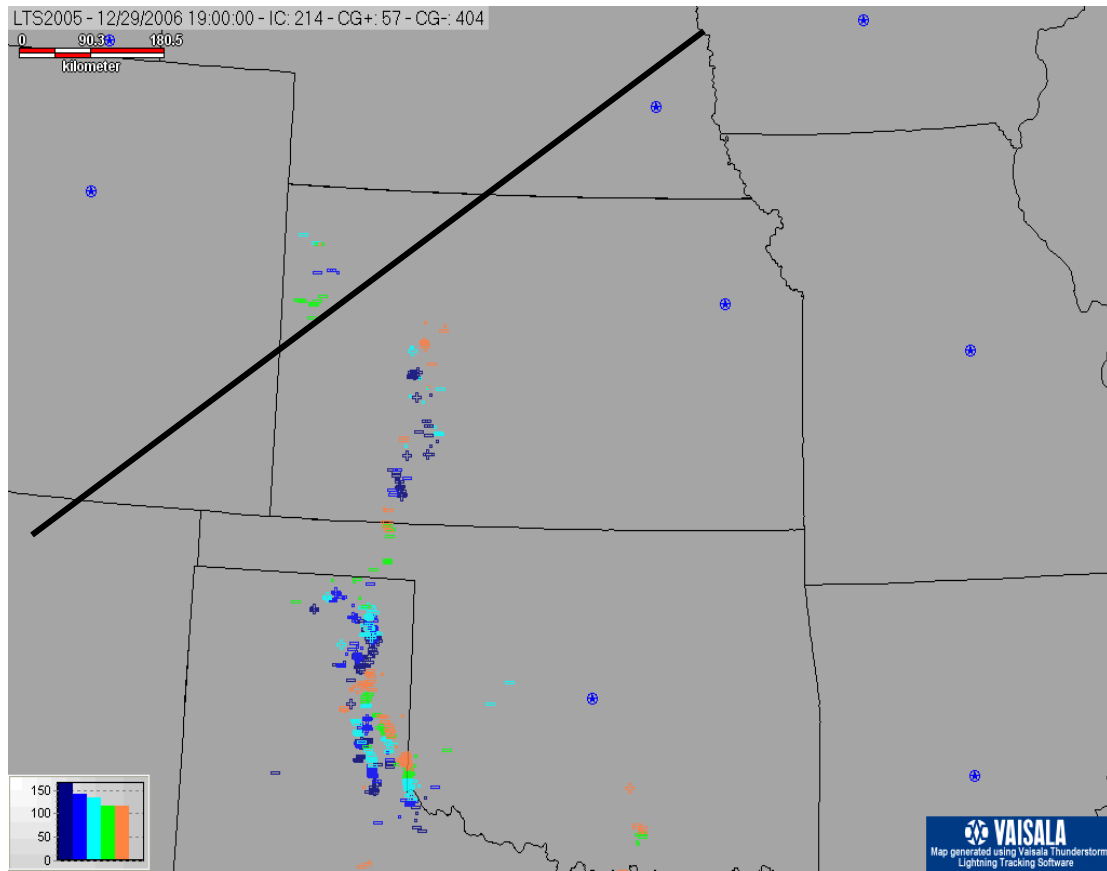 LTS2005 - 12/29/2006 19:00:00 - IC: 214 - CG+: 57 - CG-: 404
0 90.3 180.5
kilometer
150
100
50
0
VAISALA
Map generated using Vaisala Thunderstorm
Lightning Tracking Software